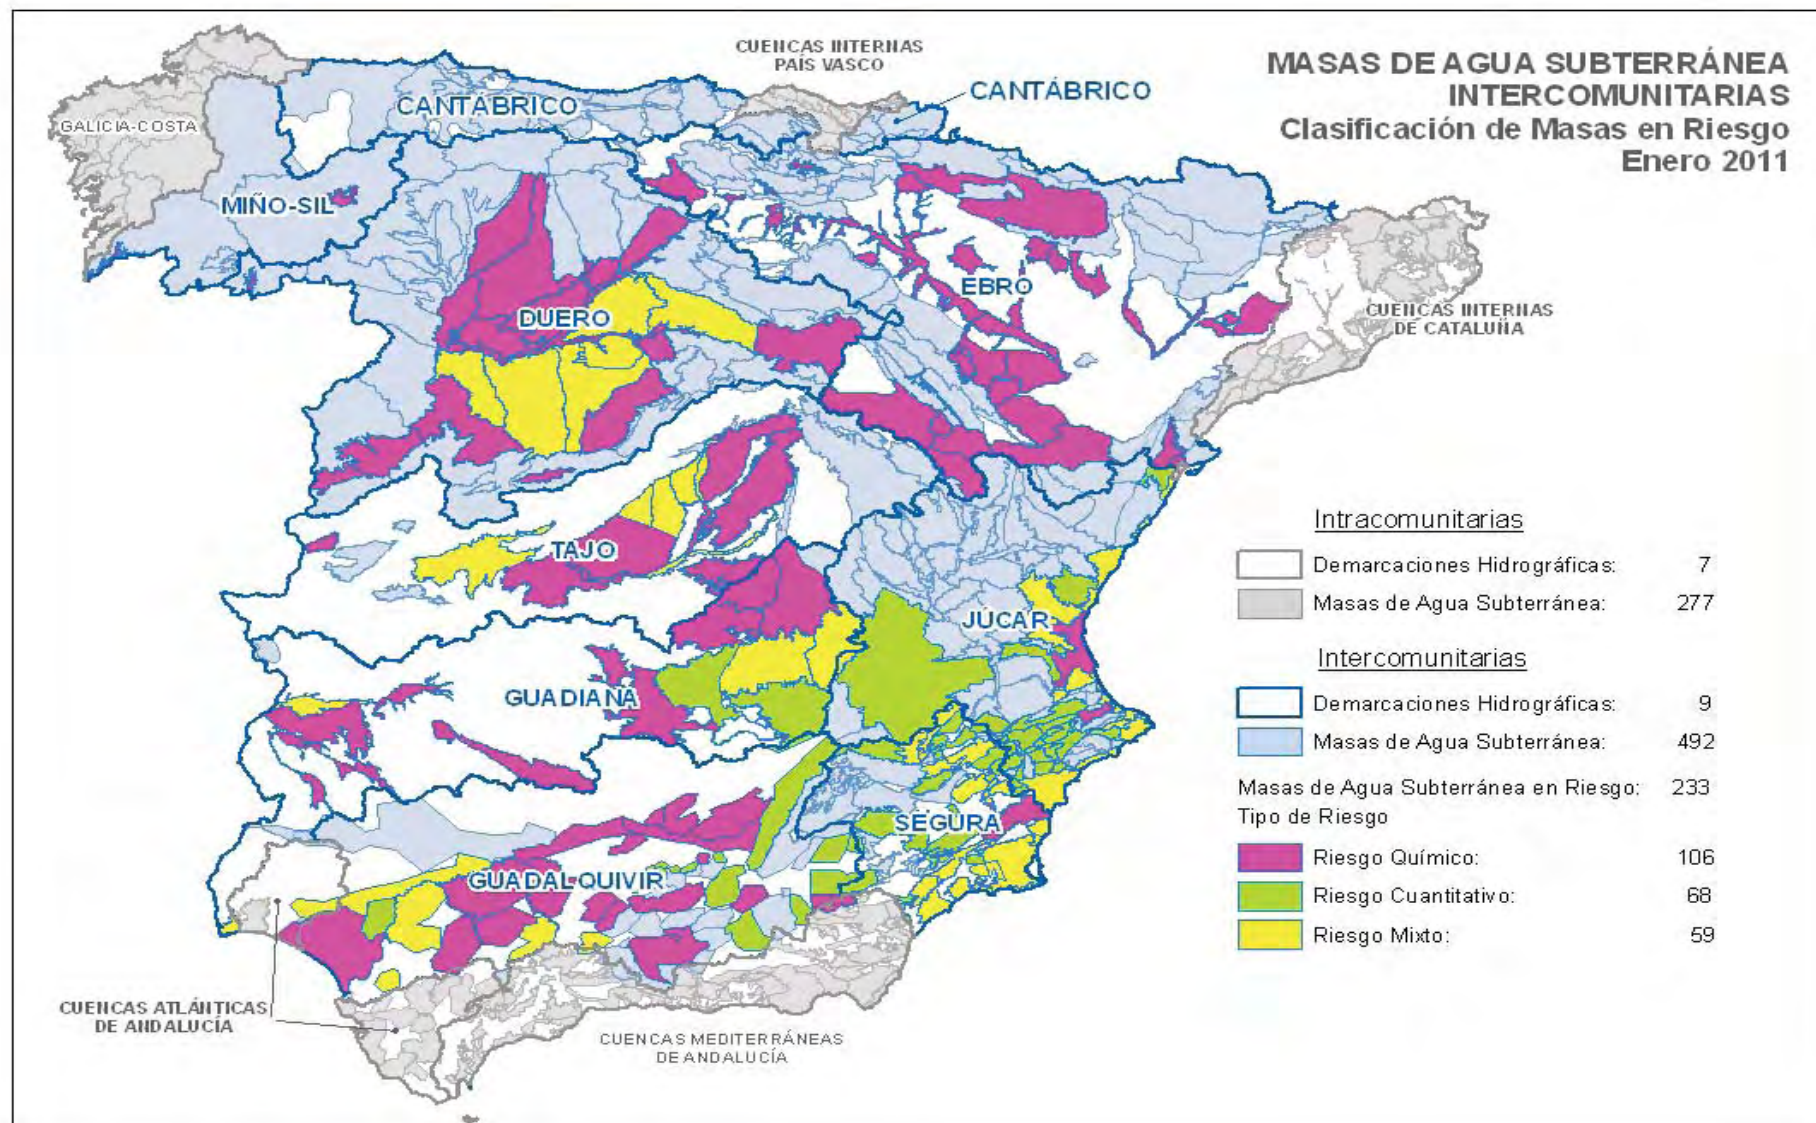 MASAS DE AGUA SUBTERRÁNEA
INTERCOMUNITARIAS
Clasificación de Masas en Riesgo
Enero 2011
CUENCAS INTERNAS
PAÍS VASCO
CANTÁBRICO
CANTÁBRICO
GALICIA-COSTA
MIÑO-SIL
DUERO
EBRO
CUENCAS INTERNAS
DE CATALUÑA
TAJO
JÚCAR
GUADIANA
SEGURA
GUADALQUIVIR
CUENCAS ATLÁNTICAS
DE ANDALUCÍA
CUENCAS MEDITERRÁNEAS
DE ANDALUCÍA
Intracomunitarias
Demarcaciones Hidrográficas: 7
Masas de Agua Subterránea: 277
Intercomunitarias
Demarcaciones Hidrográficas: 9
Masas de Agua Subterránea: 492
Masas de Agua Subterránea en Riesgo: 233
Tipo de Riesgo
Riesgo Químico: 106
Riesgo Cuantitativo: 68
Riesgo Mixto: 59